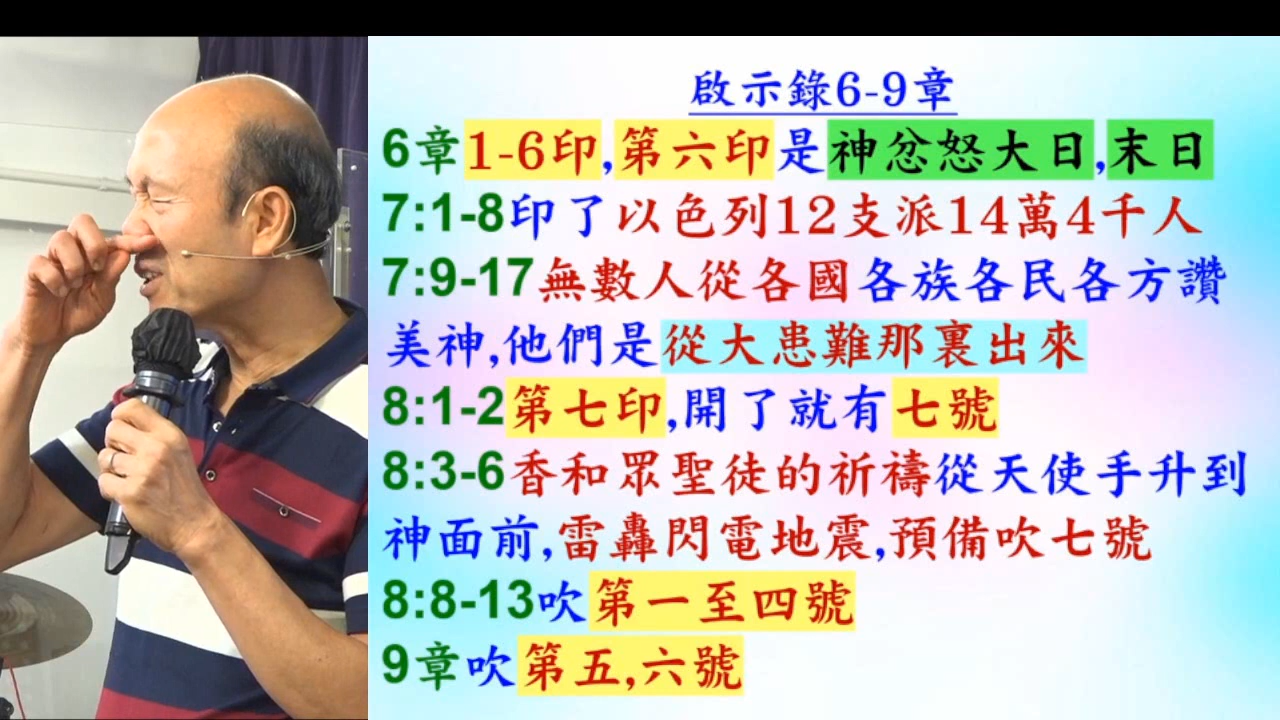 啟示錄6-9章
6章1-6印,第六印是神忿怒大日,末日
7:1-8印了以色列12支派14萬4千人
7:9-17無數人從各國各族各民各方讚
美神,他們是從大患難那裏出來
8:1-2第七印,開了就有七號
8:3-6香和眾聖徒的祈禱從天使手升到
神面前,雷轟閃電地震,預備吹七號
8:8-13吹第一至四號
9章吹第五,六號